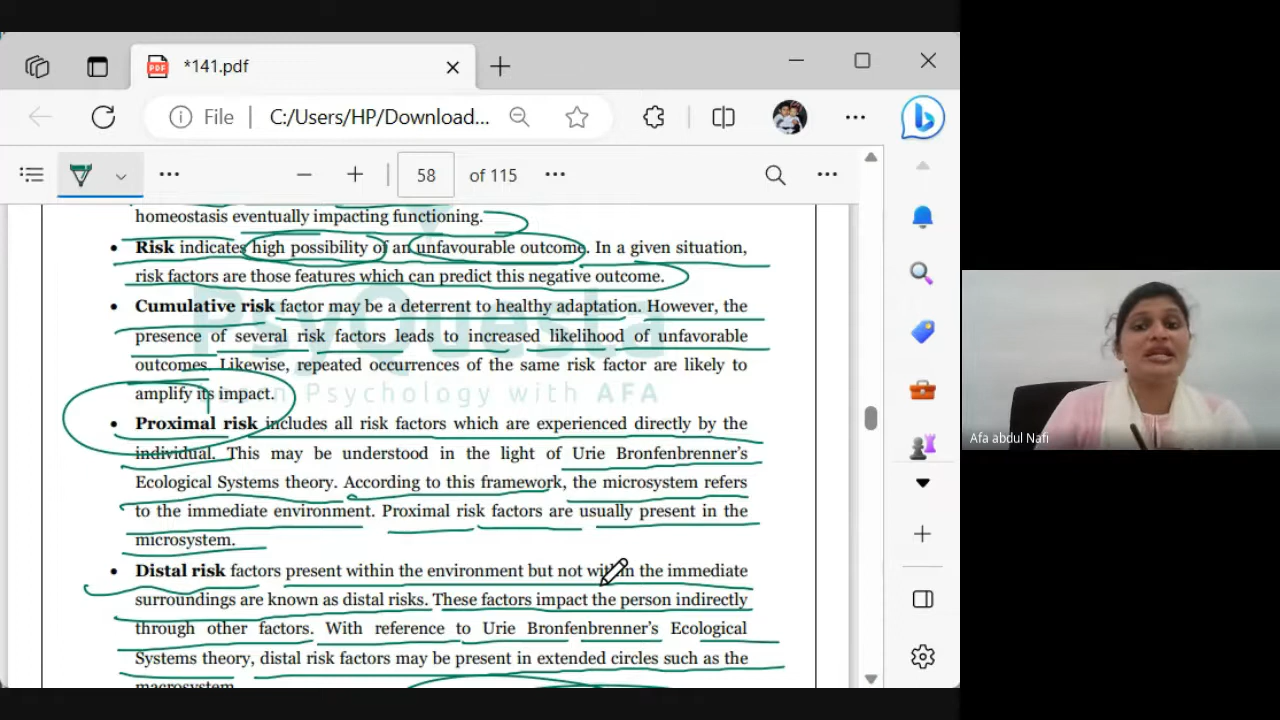 *141.pdf
File
C:/Users/HP/Download...
58 of 115
homeostasis eventually impacting functioning.
• Risk indicates high possibility of an unfavourable outcome. In a given situation,
risk factors are those features which can predict this negative outcome.
• Cumulative risk factor may be a deterrent to healthy adaptation. However, the
presence of several risk factors leads to increased likelihood of unfavorable
outcomes. Likewise, repeated occurrences of the same risk factor are likely to
amplify its impact.
• Proximal risk includes all risk factors which are experienced directly by the
individual. This may be understood in the light of Urie Bronfenbrenner's
Ecological Systems theory. According to this framework, the microsystem refers
to the immediate environment. Proximal risk factors are usually present in the
microsystem.
• Distal risk factors present within the environment but not within the immediate
surroundings are known as distal risks. These factors impact the person indirectly
through other factors. With reference to Urie Bronfenbrenner's Ecological
Systems theory, distal risk factors may be present in extended circles such as the
macrosystem
PsyQuesta
Learn Psychology with AFA
Afa abdul Nafi